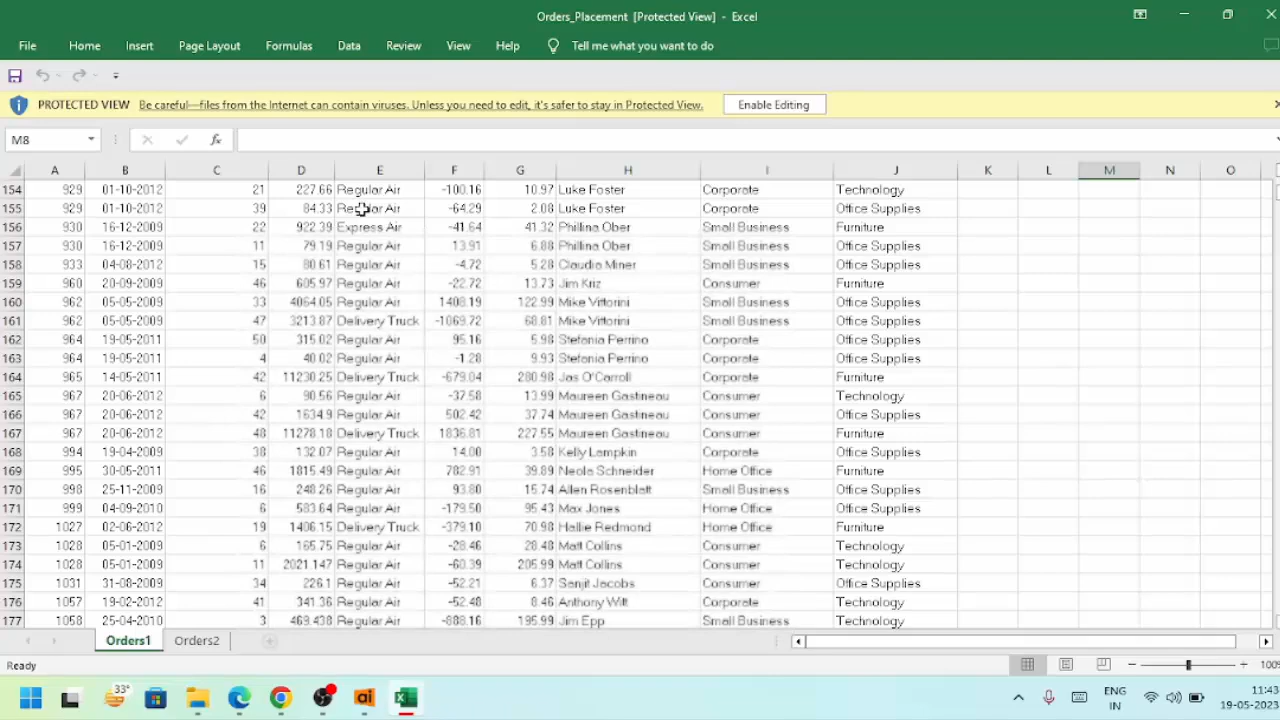 Orders_Placement [Protected View] - Excel
File Home Insert Page Layout Formulas Data Review View Help Tell me what you want to do
PROTECTED VIEW Be careful—files from the Internet can contain viruses. Unless you need to edit, it's safer to stay in Protected View. Enable Editing
M8 fx
A B C D E F G H I J K L M N O
154 929 01-10-2012 21 227.66 Regular Air -100.16 10.97 Luke Foster Corporate Technology
155 929 01-10-2012 39 84.33 Regular Air -64.29 2.08 Luke Foster Corporate Office Supplies
156 930 16-12-2009 22 922.39 Express Air -41.64 41.32 Phillina Ober Small Business Furniture
157 930 16-12-2009 11 79.19 Regular Air 13.91 6.88 Phillina Ober Small Business Office Supplies
158 933 04-08-2012 15 80.61 Regular Air -4.72 5.28 Claudia Miner Small Business Office Supplies
159 960 20-09-2009 46 605.97 Regular Air -22.72 13.73 Jim Kriz Consumer Furniture
160 962 05-05-2009 33 4064.05 Regular Air 1408.19 122.99 Mike Vittorini Small Business Office Supplies
161 962 05-05-2009 47 3213.87 Delivery Truck -1069.72 68.81 Mike Vittorini Small Business Office Supplies
162 964 19-05-2011 50 315.02 Regular Air 95.16 5.98 Stefania Perrino Corporate Office Supplies
163 964 19-05-2011 4 40.02 Regular Air -1.28 9.93 Stefania Perrino Corporate Office Supplies
164 965 14-05-2011 42 11230.25 Delivery Truck -679.04 280.98 Jas O'Carroll Corporate Furniture
165 967 20-06-2012 6 90.56 Regular Air -37.58 13.99 Maureen Gastineau Consumer Technology
166 967 20-06-2012 42 1634.9 Regular Air 502.42 37.74 Maureen Gastineau Consumer Office Supplies
167 967 20-06-2012 48 11278.18 Delivery Truck 1836.81 227.55 Maureen Gastineau Consumer Furniture
168 994 19-04-2009 38 132.07 Regular Air 14.00 3.58 Kelly Lampkin Corporate Office Supplies
169 995 30-05-2011 46 1815.49 Regular Air 782.91 39.89 Neola Schneider Home Office Furniture
170 998 25-11-2009 16 248.26 Regular Air 93.80 15.74 Allen Rosenblatt Small Business Office Supplies
171 999 04-09-2010 6 583.64 Regular Air -179.50 95.43 Max Jones Home Office Office Supplies
172 1027 02-06-2012 19 1406.15 Delivery Truck -379.10 70.98 Hallie Redmond Home Office Furniture
173 1028 05-01-2009 6 165.75 Regular Air -28.46 28.48 Matt Collins Consumer Technology
174 1028 05-01-2009 11 2021.147 Regular Air -60.39 205.99 Matt Collins Consumer Technology
175 1031 31-08-2009 34 226.1 Regular Air -52.21 6.37 Sanjit Jacobs Consumer Office Supplies
176 1057 19-02-2012 41 341.36 Regular Air -52.48 8.46 Anthony Witt Corporate Technology
177 1058 25-04-2010 3 469.438 Regular Air -888.16 195.99 Jim Epp Small Business Technology
Orders1 Orders2
Ready 100%
33° ai ENG 11:43
IN 19-05-2023